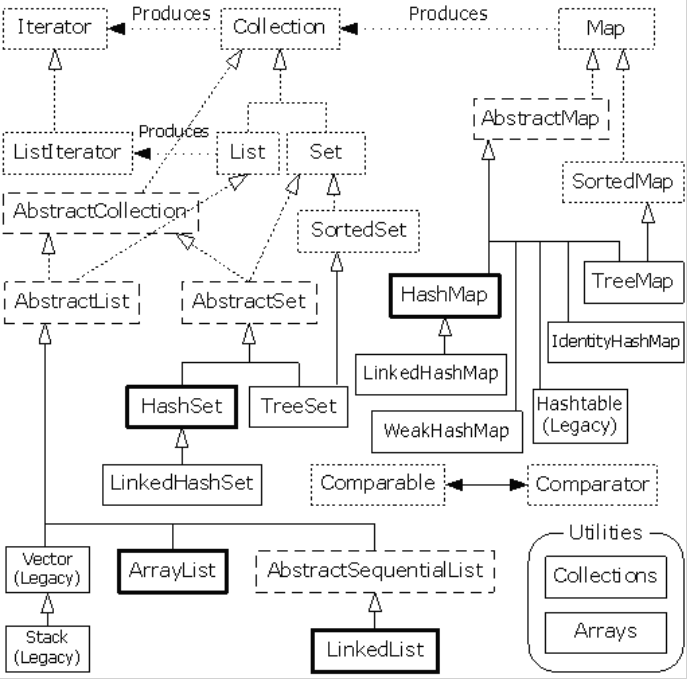 Iterator
Produces
Collection
Produces
Map
ListIterator
Produces
List
Set
AbstractMap
AbstractCollection
SortedSet
SortedMap
AbstractList
AbstractSet
HashMap
TreeMap
IdentityHashMap
LinkedHashMap
HashSet
TreeSet
WeakHashMap
Hashtable
(Legacy)
LinkedHashSet
Comparable
Comparator
Utilities
Vector
(Legacy)
ArrayList
AbstractSequentialList
Collections
Stack
(Legacy)
LinkedList
Arrays